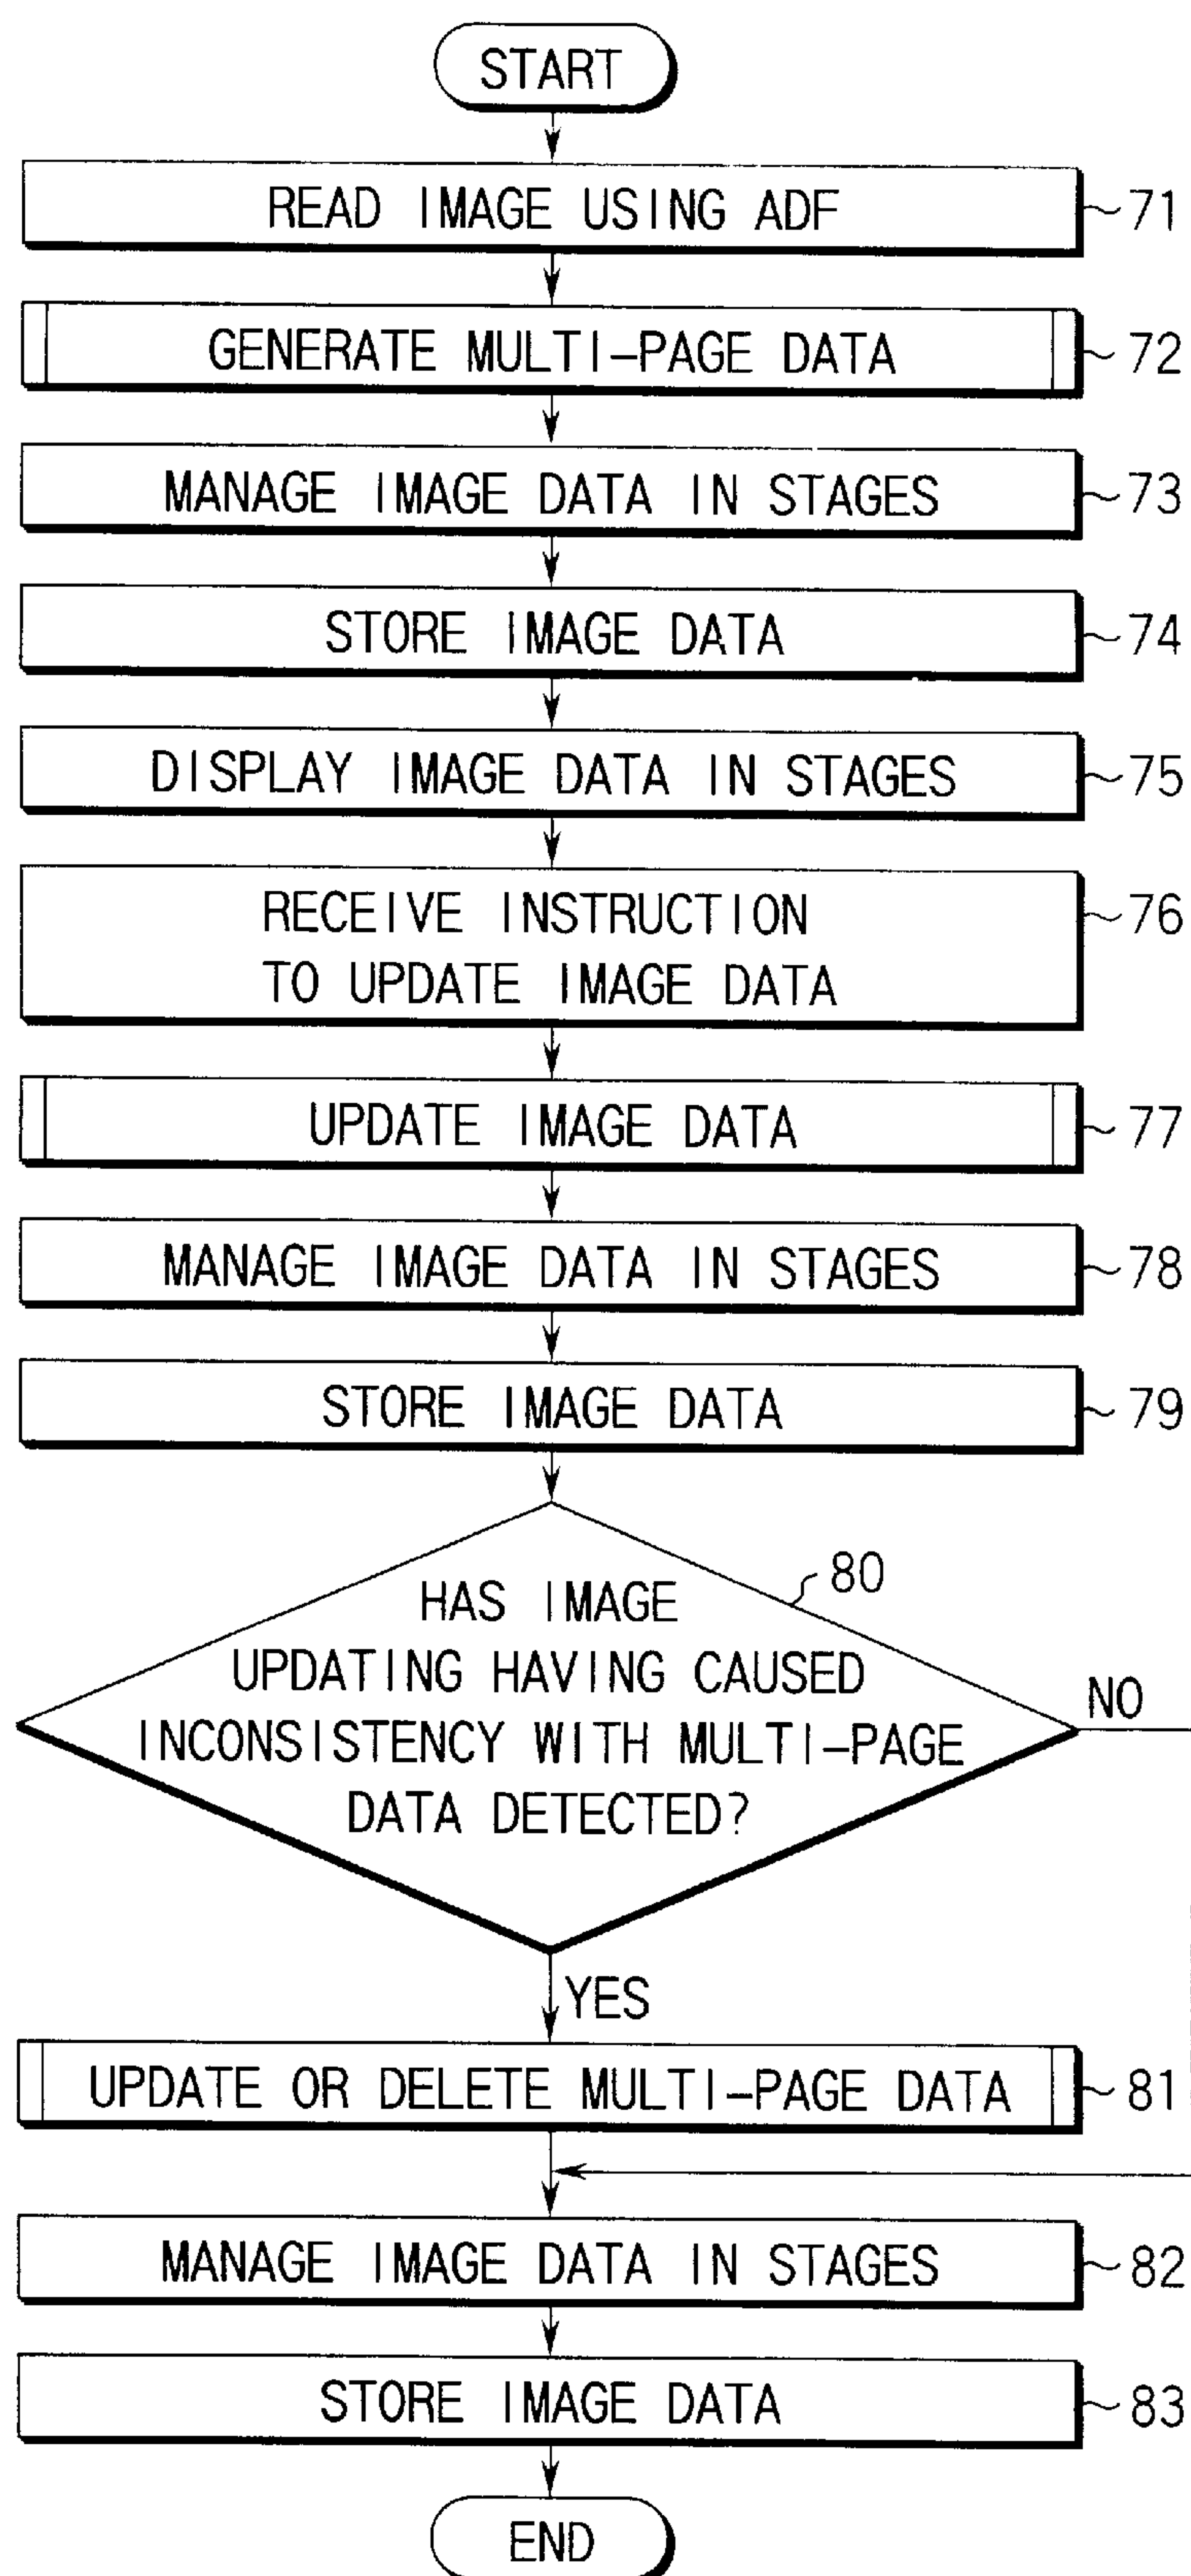 START
READ IMAGE USING ADF
71
GENERATE MULTI-PAGE DATA
72
MANAGE IMAGE DATA IN STAGES
73
STORE IMAGE DATA
74
DISPLAY IMAGE DATA IN STAGES
75
RECEIVE INSTRUCTION
TO UPDATE IMAGE DATA
76
UPDATE IMAGE DATA
77
MANAGE IMAGE DATA IN STAGES
78
STORE IMAGE DATA
79
80
HAS IMAGE
UPDATING HAVING CAUSED
INCONSISTENCY WITH MULTI-PAGE
DATA DETECTED?
NO
YES
UPDATE OR DELETE MULTI-PAGE DATA
81
MANAGE IMAGE DATA IN STAGES
82
STORE IMAGE DATA
83
END